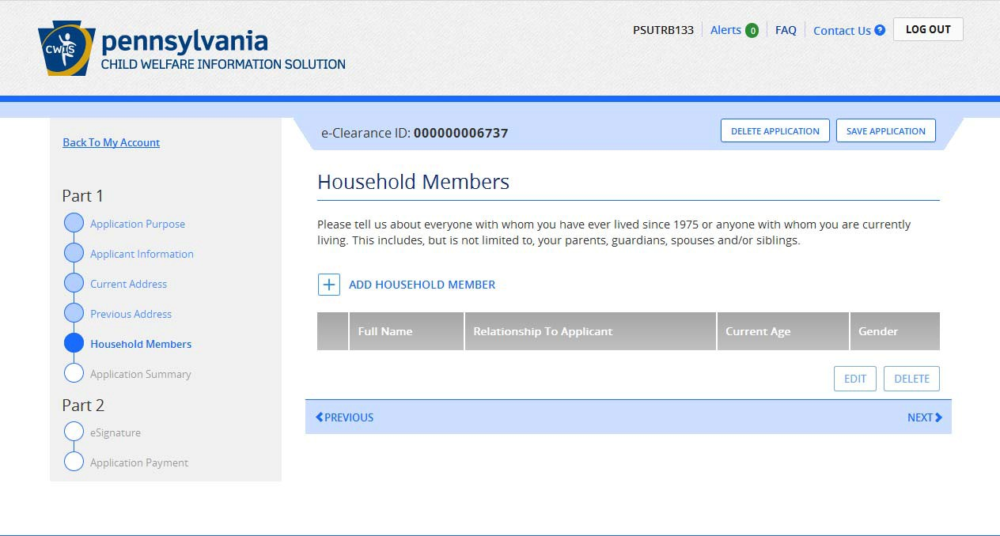 CWIS
pennsylvania
CHILD WELFARE INFORMATION SOLUTION
PSUTRB133
Alerts 0
FAQ
Contact Us ?
LOG OUT
Back To My Account
Part 1
Application Purpose
Applicant Information
Current Address
Previous Address
Household Members
Application Summary
Part 2
eSignature
Application Payment
e-Clearance ID: 000000006737
DELETE APPLICATION
SAVE APPLICATION
Household Members
Please tell us about everyone with whom you have ever lived since 1975 or anyone with whom you are currently
living. This includes, but is not limited to, your parents, guardians, spouses and/or siblings.
+ ADD HOUSEHOLD MEMBER
Full Name Relationship To Applicant Current Age Gender
EDIT DELETE
PREVIOUS NEXT